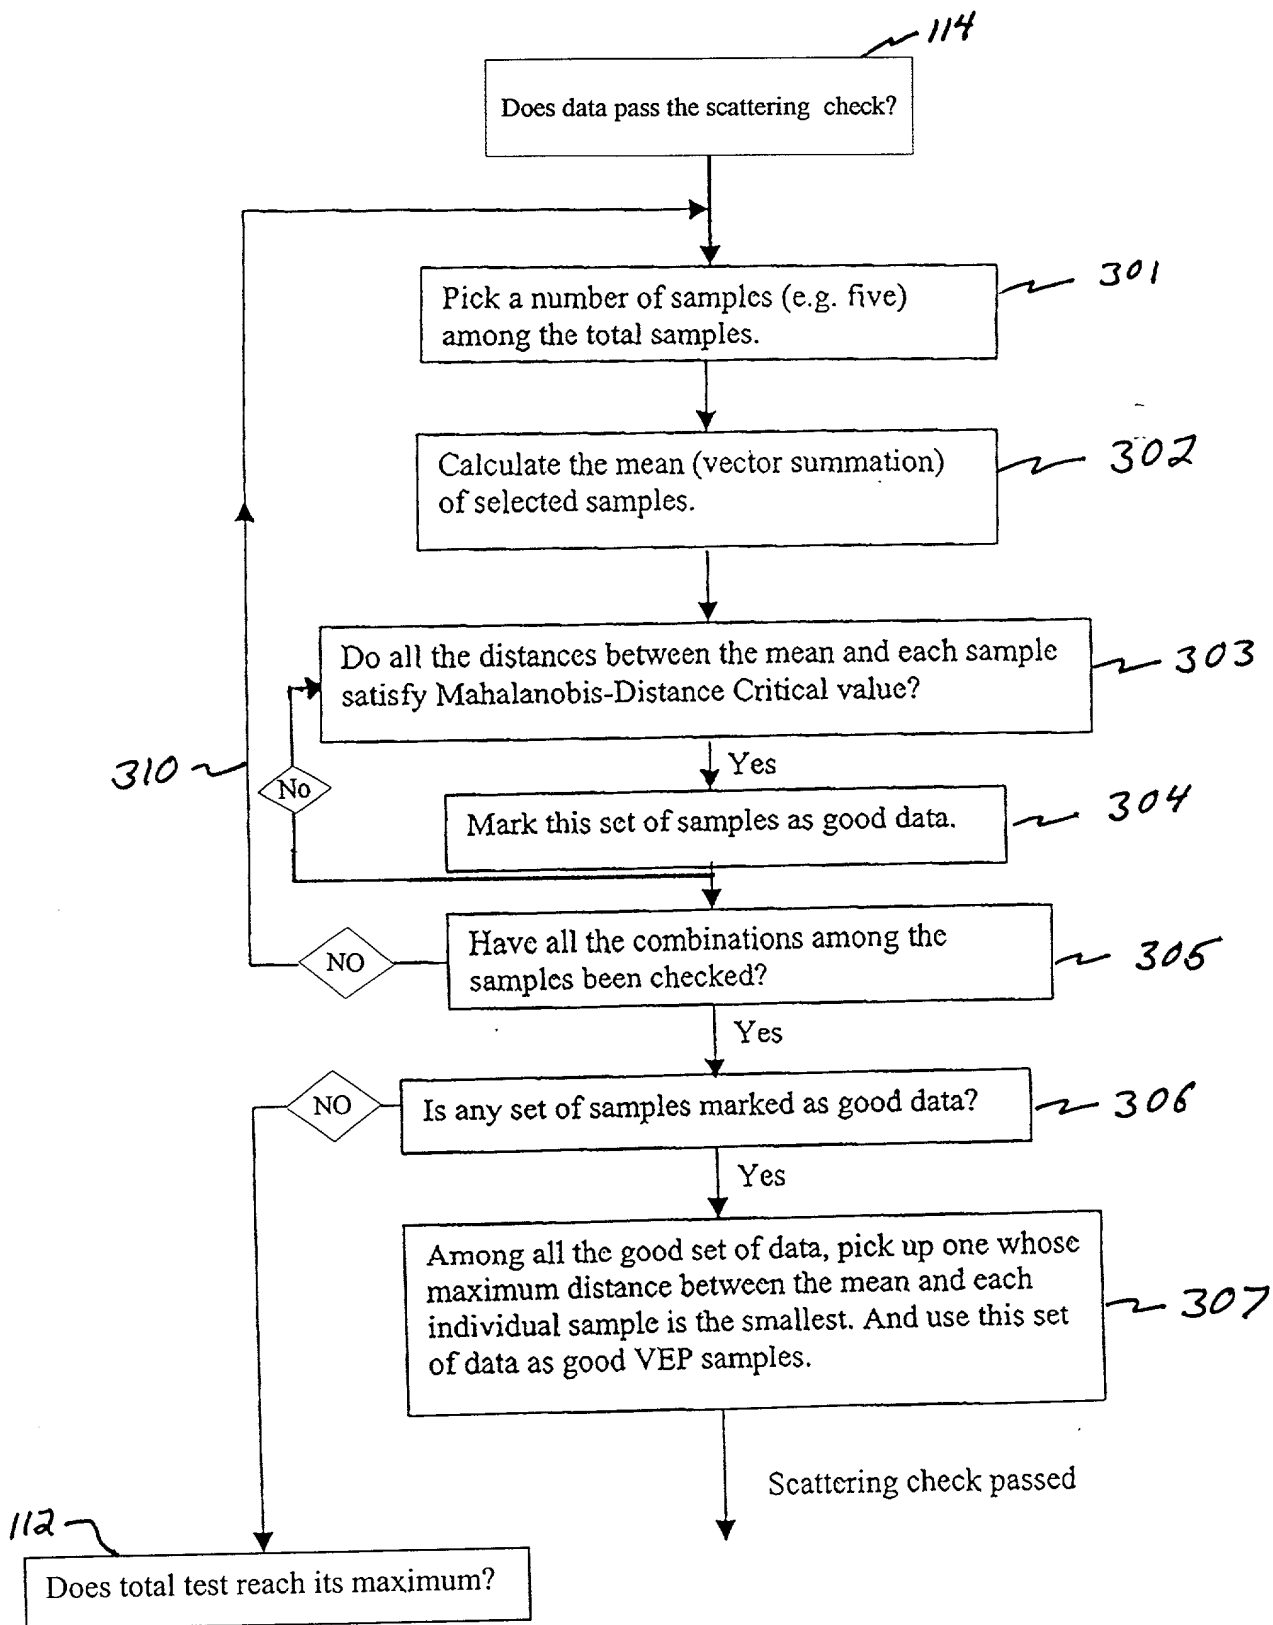 114
Does data pass the scattering check?
Pick a number of samples (e.g. five)
among the total samples.
301
Calculate the mean (vector summation)
of selected samples.
302
Do all the distances between the mean and each sample
satisfy Mahalanobis-Distance Critical value?
303
310
No
Yes
Mark this set of samples as good data.
304
Have all the combinations among the
samples been checked?
305
NO
Yes
Is any set of samples marked as good data?
306
NO
Yes
Among all the good set of data, pick up one whose
maximum distance between the mean and each
individual sample is the smallest. And use this set
of data as good VEP samples.
307
Scattering check passed
112
Does total test reach its maximum?